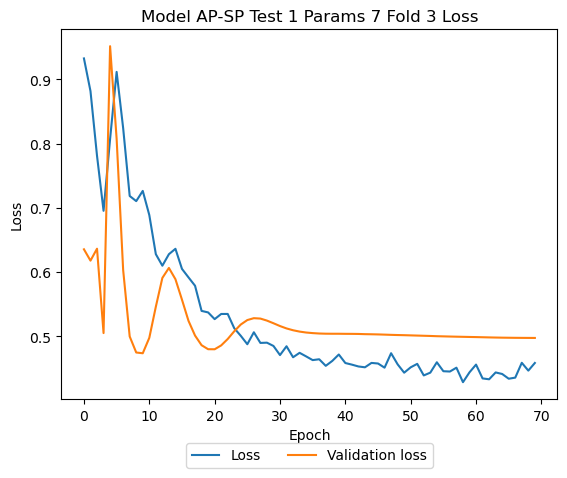 Model AP-SP Test 1 Params 7 Fold 3 Loss
0.9
0.8
0.7
0.6
0.5
Loss
0 10 20 30 40 50 60 70
Epoch
Loss Validation loss